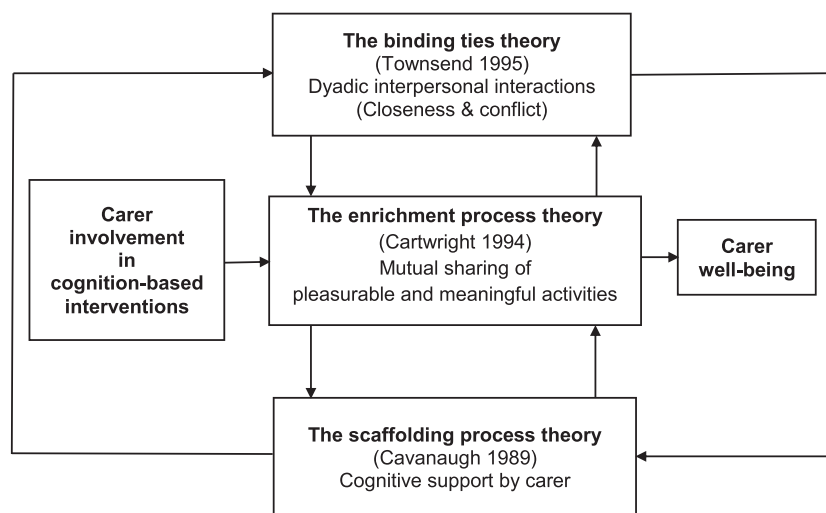 The binding ties theory
(Townsend 1995)
Dyadic interpersonal interactions
(Closeness & conflict)
Carer
involvement
in
cognition-based
interventions
The enrichment process theory
(Cartwright 1994)
Mutual sharing of
pleasurable and meaningful activities
Carer
well-being
The scaffolding process theory
(Cavanaugh 1989)
Cognitive support by carer